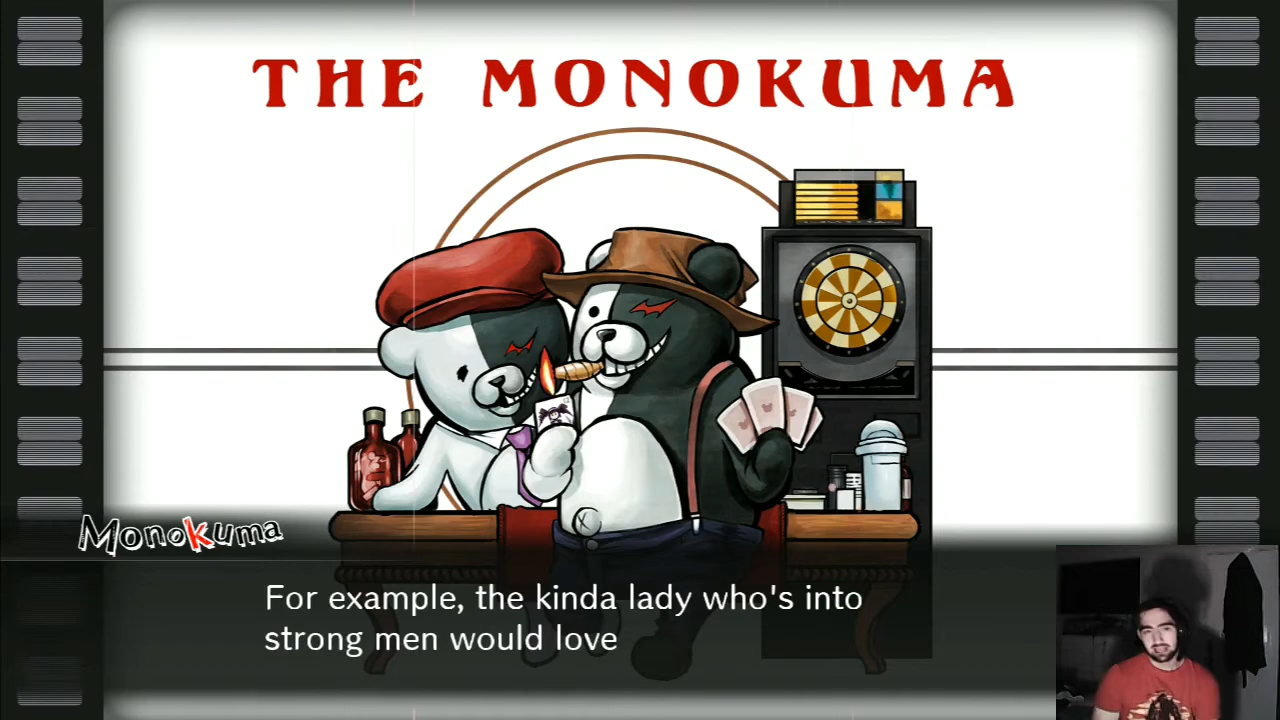 THE MONOKUMA
Monokuma
For example, the kinda lady who's into
strong men would love